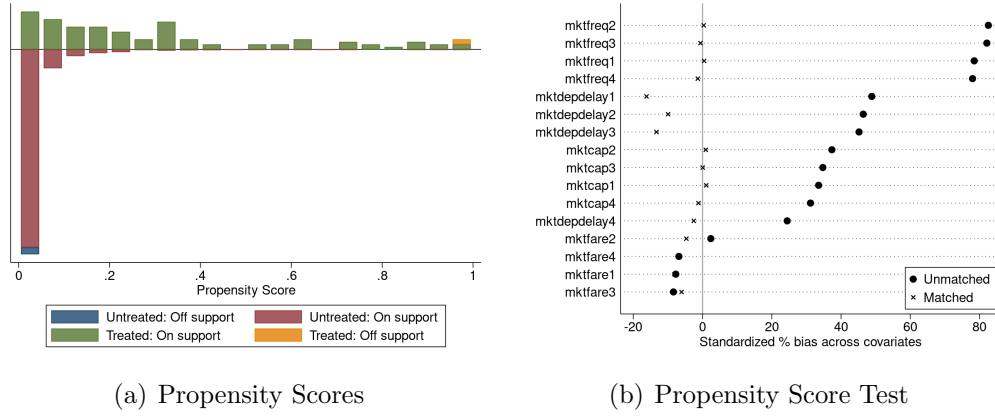 0 .2 .4 .6 .8 1
Propensity Score
Untreated: Off support Untreated: On support
Treated: On support Treated: Off support
(a) Propensity Scores
mktfreq2
mktfreq3
mktfreq1
mktfreq4
mktdepdelay1
mktdepdelay2
mktdepdelay3
mktcap2
mktcap3
mktcap1
mktcap4
mktdepdelay4
mktfare2
mktfare4
mktfare1
mktfare3
Unmatched
Matched
-20 0 20 40 60 80
Standardized % bias across covariates
(b) Propensity Score Test